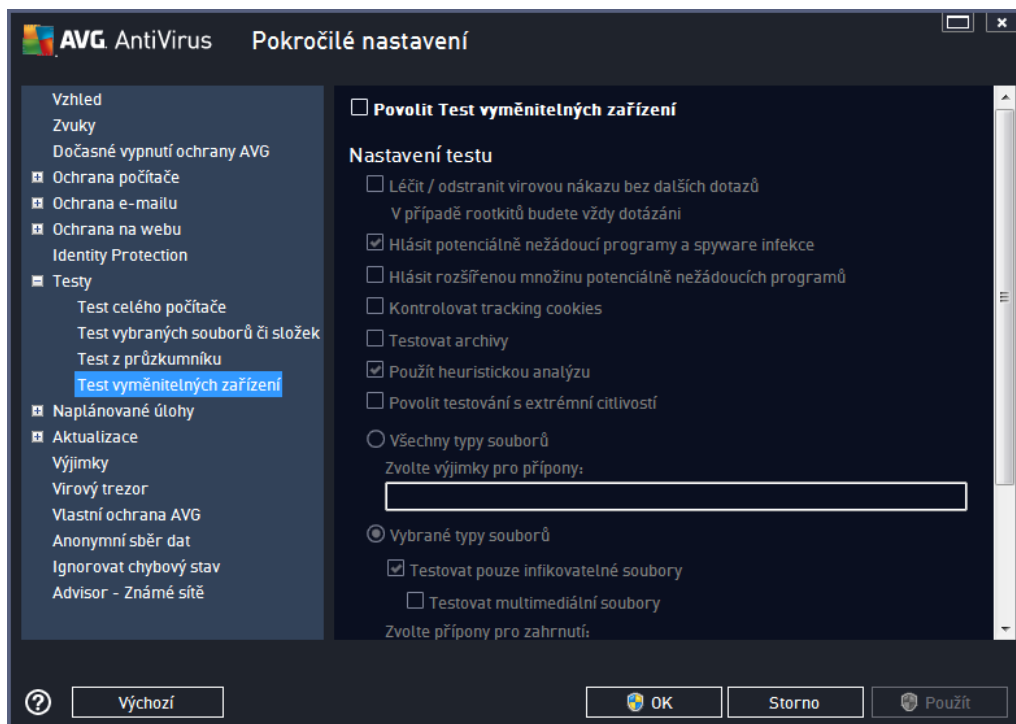 AVG. AntiVirus Pokročilé nastavení
Vzhled
Zvuky
Dočasné vypnutí ochrany AVG
Ochrana počítače
Ochrana e-mailu
Ochrana na webu
Identity Protection
Testy
Test celého počítače
Test vybraných souborů či složek
Test z průzkumníku
Test vyměnitelných zařízení
Naplánované úlohy
Aktualizace
Výjimky
Virový trezor
Vlastní ochrana AVG
Anonymní sběr dat
Ignorovat chybový stav
Advisor - Známé sítě
Povolit Test vyměnitelných zařízení
Nastavení testu
Léčit / odstranit virovou nákazu bez dalších dotazů
V případě rootkitů budete vždy dotázáni
Hlásit potenciálně nežádoucí programy a spyware infekce
Hlásit rozšířenou množinu potenciálně nežádoucích programů
Kontrolovat tracking cookies
Testovat archivy
Použít heuristickou analýzu
Povolit testování s extrémní citlivostí
Všechny typy souborů
Zvolte výjimky pro přípony:
Vybrané typy souborů
Testovat pouze infikovatelné soubory
Testovat multimediální soubory
Zvolte přípony pro zahrnutí:
Výchozí
OK
Storno
Použít